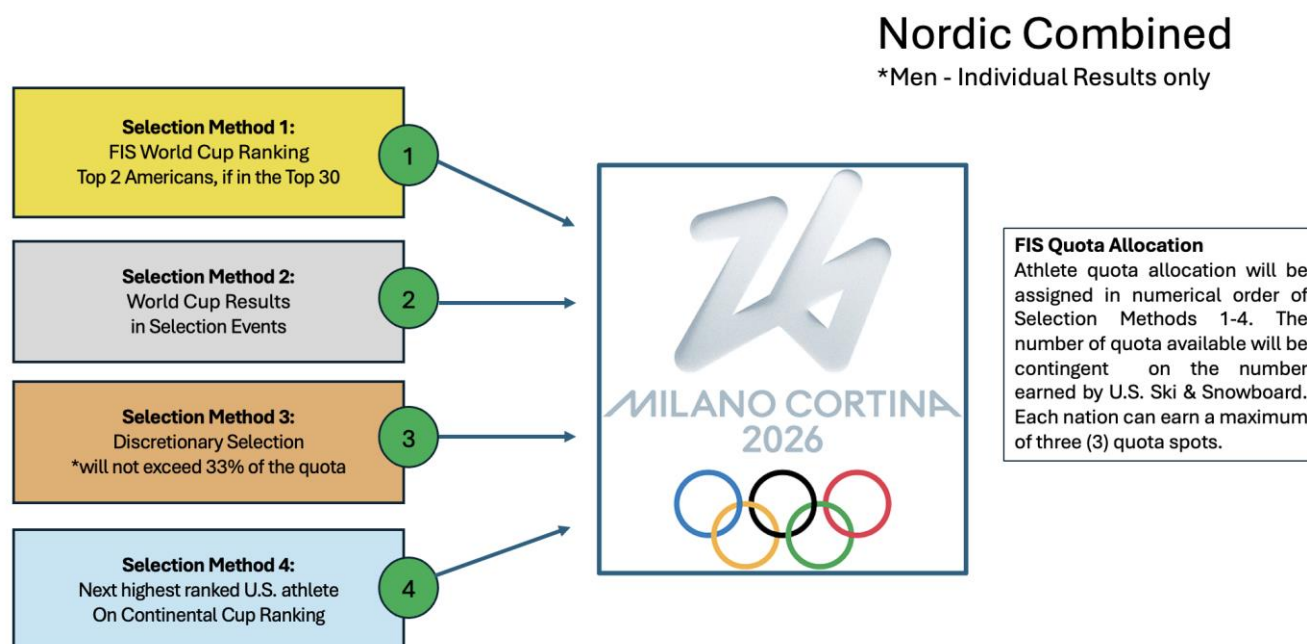 Nordic Combined
*Men - Individual Results only
Selection Method 1:
FIS World Cup Ranking
Top 2 Americans, if in the Top 30
1
Selection Method 2:
World Cup Results
in Selection Events
2
Selection Method 3:
Discretionary Selection
*will not exceed 33% of the quota
3
Selection Method 4:
Next highest ranked U.S. athlete
On Continental Cup Ranking
4
26
MILANO CORTINA
2026
FIS Quota Allocation
Athlete quota allocation will be
assigned in numerical order of
Selection Methods 1-4. The
number of quota available will be
contingent on the number
earned by U.S. Ski & Snowboard.
Each nation can earn a maximum
of three (3) quota spots.